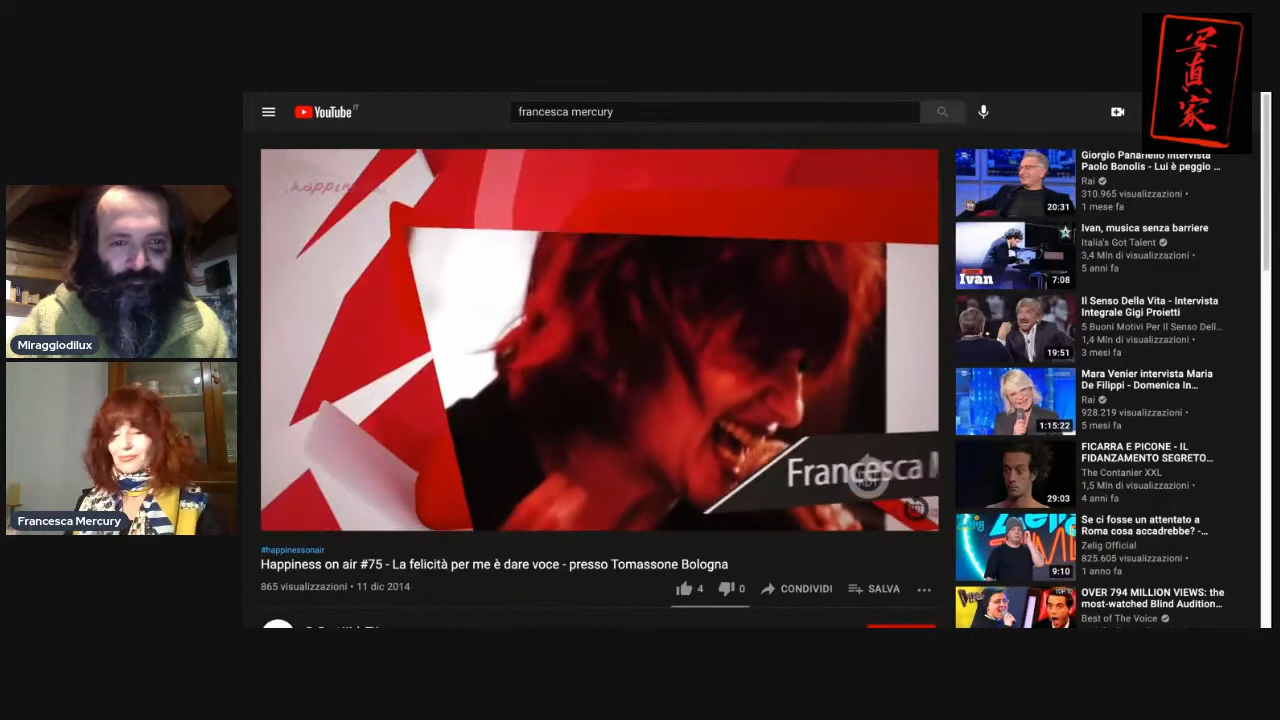 写
真
家
YouTube IT
francesca mercury
happin
Francesca M
Miraggiodilux
Francesca Mercury
#happinessonair
Happiness on air #75 - La felicità per me è dare voce - presso Tomassone Bologna
865 visualizzazioni • 11 dic 2014
4
0
CONDIVIDI
SALVA
Giorgio Panariello intervista
Paolo Bonolis - Lui è peggio ...
Rai
310.965 visualizzazioni •
1 mese fa
20:31
Ivan, musica senza barriere
Italia's Got Talent
3,4 Mln di visualizzazioni •
5 anni fa
Ivan
7:08
Il Senso Della Vita - Intervista
Integrale Gigi Proietti
5 Buoni Motivi Per Il Senso Dell...
1,4 Mln di visualizzazioni •
3 mesi fa
19:51
Mara Venier intervista Maria
De Filippi - Domenica In...
Rai
928.219 visualizzazioni •
5 mesi fa
1:15:22
FICARRA E PICONE - IL
FIDANZAMENTO SEGRETO...
The Contanier XXL
1,5 Mln di visualizzazioni •
4 anni fa
29:03
Se ci fosse un attentato a
Roma cosa accadrebbe? -...
Zelig Official
825.605 visualizzazioni •
1 anno fa
Zelig
9:10
OVER 794 MILLION VIEWS: the
most-watched Blind Audition...
Best of The Voice
TOP 10